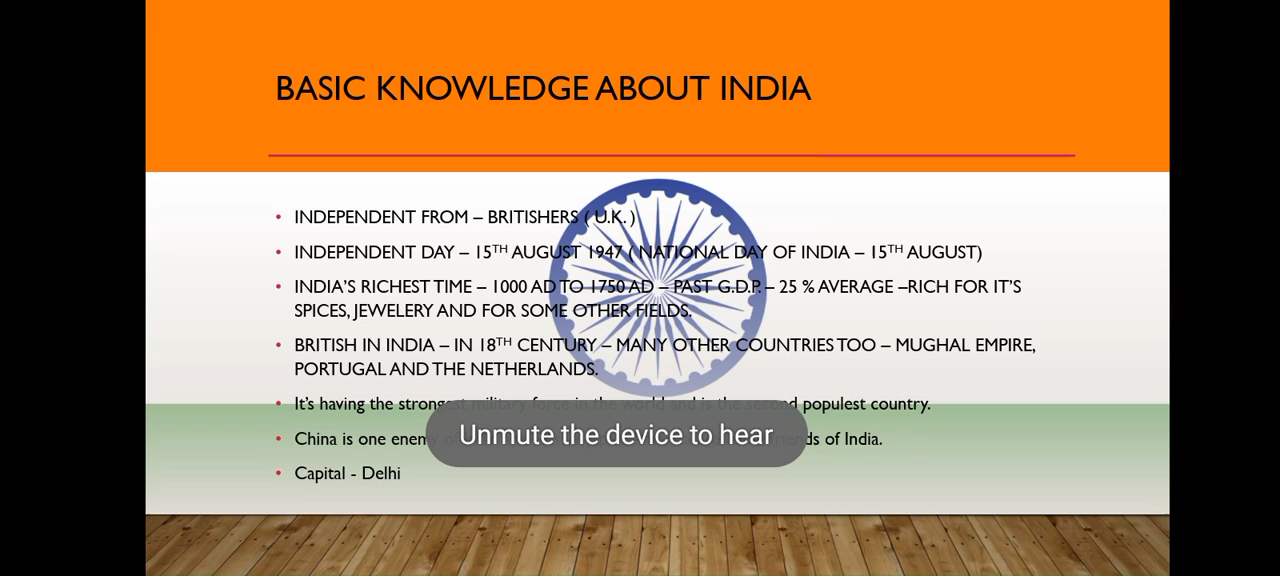 BASIC KNOWLEDGE ABOUT INDIA
• INDEPENDENT FROM – BRITISHERS ( U.K. )
• INDEPENDENT DAY – 15TH AUGUST 1947 ( NATIONAL DAY OF INDIA – 15TH AUGUST)
• INDIA'S RICHEST TIME – 1000 AD TO 1750 AD – PAST G.D.P. – 25 % AVERAGE –RICH FOR IT'S
SPICES, JEWELERY AND FOR SOME OTHER FIELDS.
• BRITISH IN INDIA – IN 18TH CENTURY – MANY OTHER COUNTRIES TOO – MUGHAL EMPIRE,
PORTUGAL AND THE NETHERLANDS.
• It's having the strongest military force in the world and is the second populest country.
• China is one enemy of India.
Unmute the device to hear
• Capital - Delhi